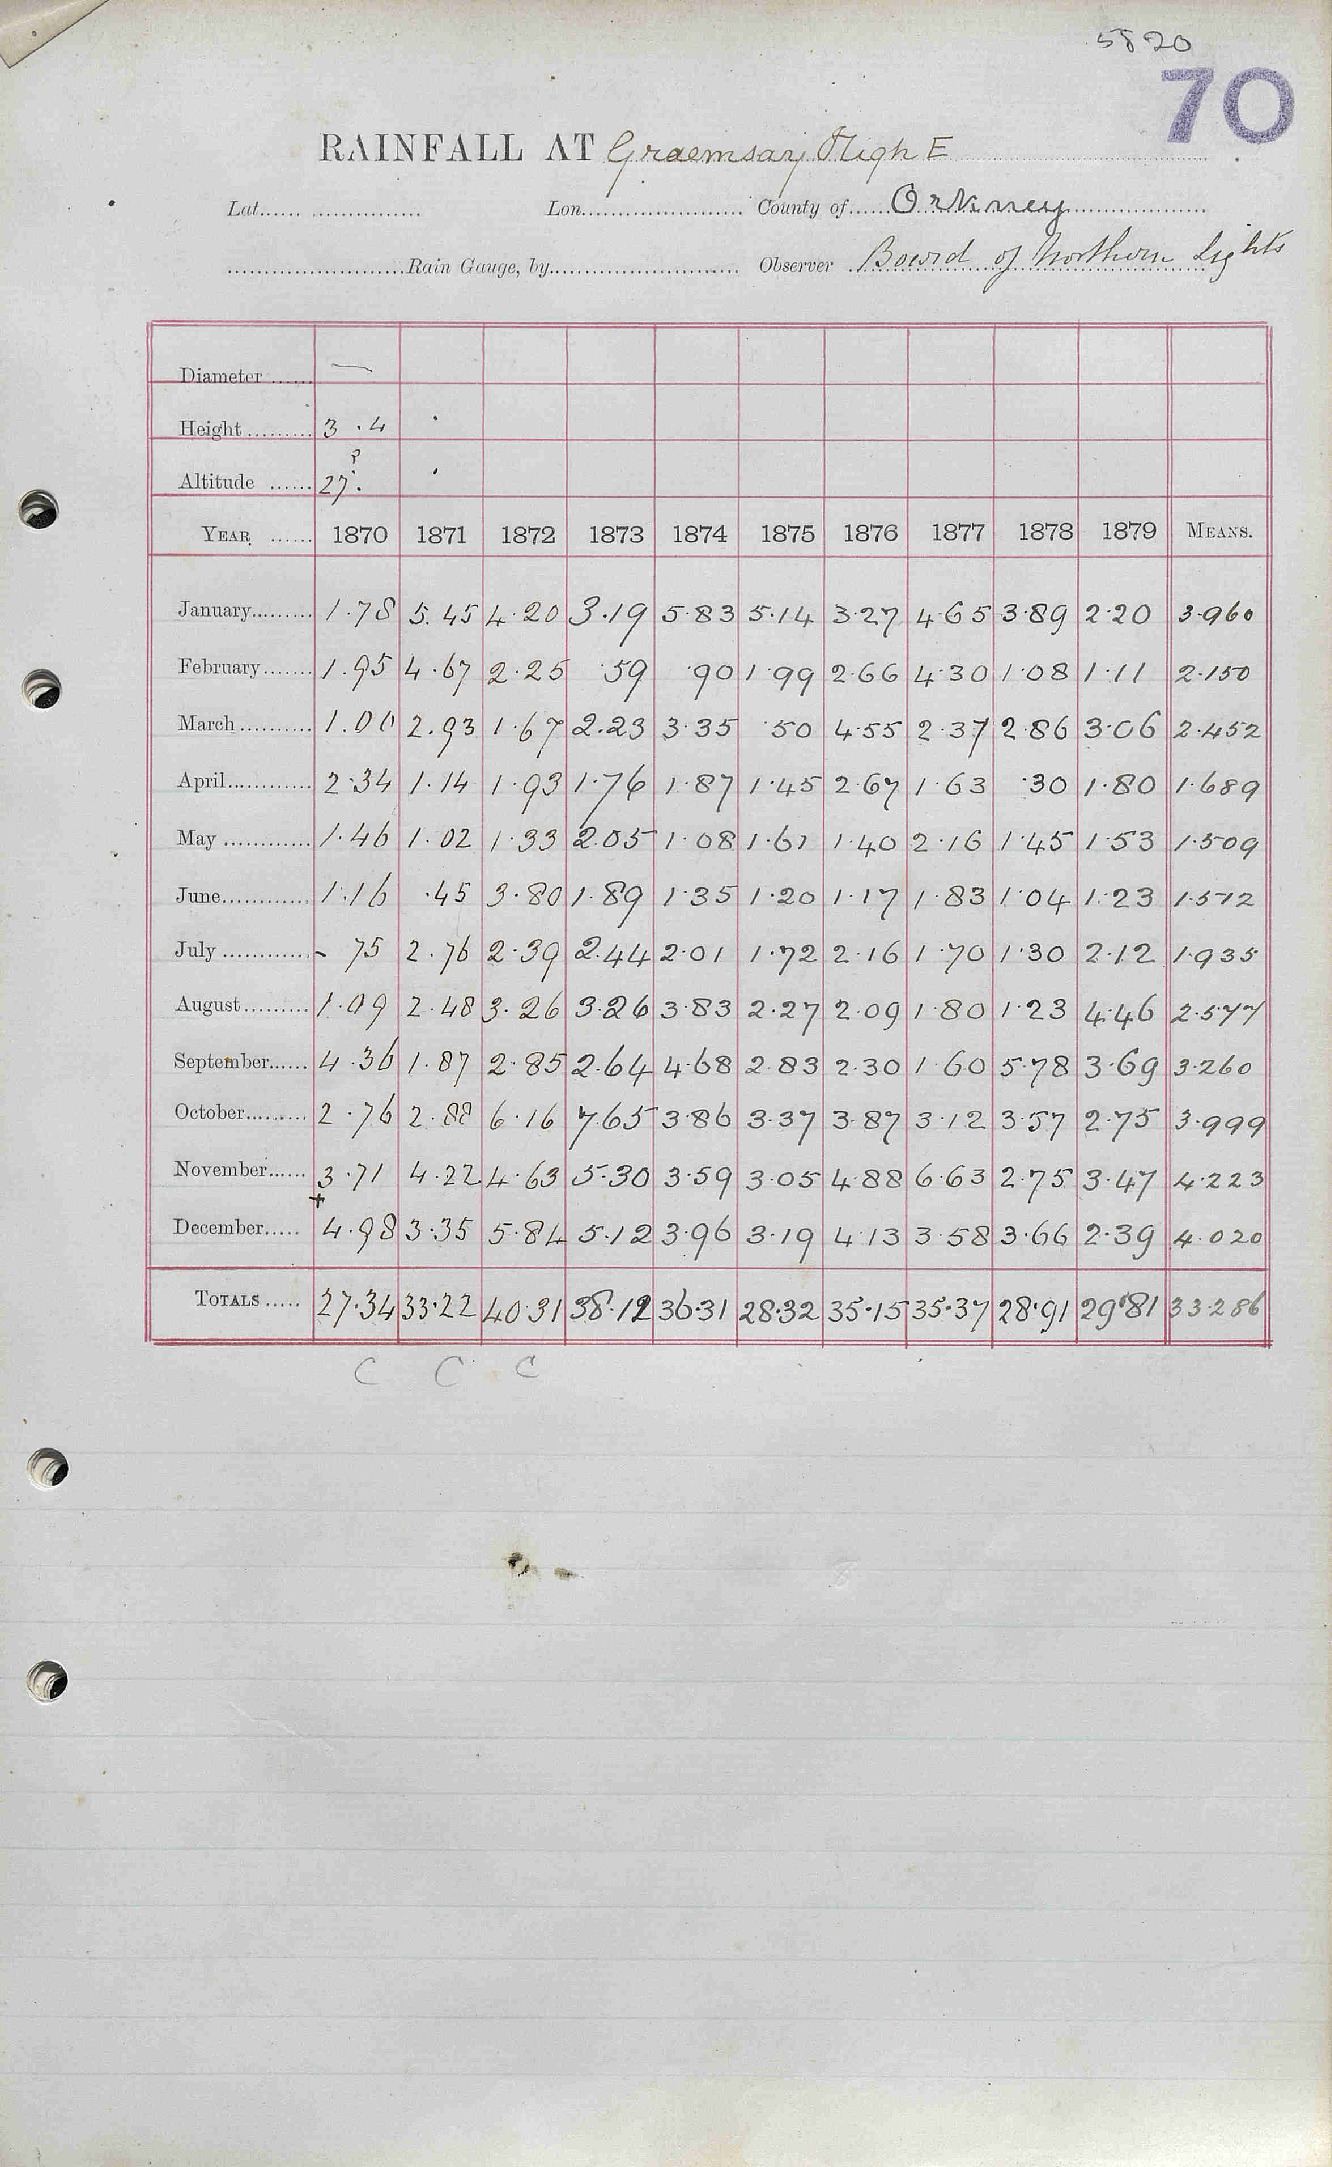 5820
70
RAINFALL AT Graemsay High E
Lat. Lon. County of Orkney
Rain Gauge, by Observer Board of Northern Lights
Diameter —
Height 3 . 4 .
Altitude 27. ? .
YEAR 1870 1871 1872 1873 1874 1875 1876 1877 1878 1879 MEANS.
January 1.78 5.45 4.20 3.19 5.83 5.14 3.27 4.65 3.89 2.20 3.960
February 1.95 4.67 2.25 .59 .90 1.99 2.66 4.30 1.08 1.11 2.150
March 1.00 2.93 1.67 2.23 3.35 .50 4.55 2.37 2.86 3.06 2.452
April 2.34 1.14 1.93 1.76 1.87 1.45 2.67 1.63 .30 1.80 1.689
May 1.46 1.02 1.33 2.05 1.08 1.61 1.40 2.16 1.45 1.53 1.509
June 1.16 .45 3.80 1.89 1.35 1.20 1.17 1.83 1.04 1.23 1.512
July - 75 2.76 2.39 2.44 2.01 1.72 2.16 1.70 1.30 2.12 1.935
August 1.09 2.48 3.26 3.26 3.83 2.27 2.09 1.80 1.23 4.46 2.577
September 4.36 1.87 2.85 2.64 4.68 2.83 2.30 1.60 5.78 3.69 3.260
October 2.76 2.88 6.16 7.65 3.86 3.37 3.87 3.12 3.57 2.75 3.999
November 3.71 4.22 4.63 5.30 3.59 3.05 4.88 6.63 2.75 3.47 4.223
+
December 4.98 3.35 5.84 5.12 3.96 3.19 4.13 3.58 3.66 2.39 4.020
TOTALS 27.34 33.22 40.31 38.12 36.31 28.32 35.15 35.37 28.91 29.81 33.286
C C C